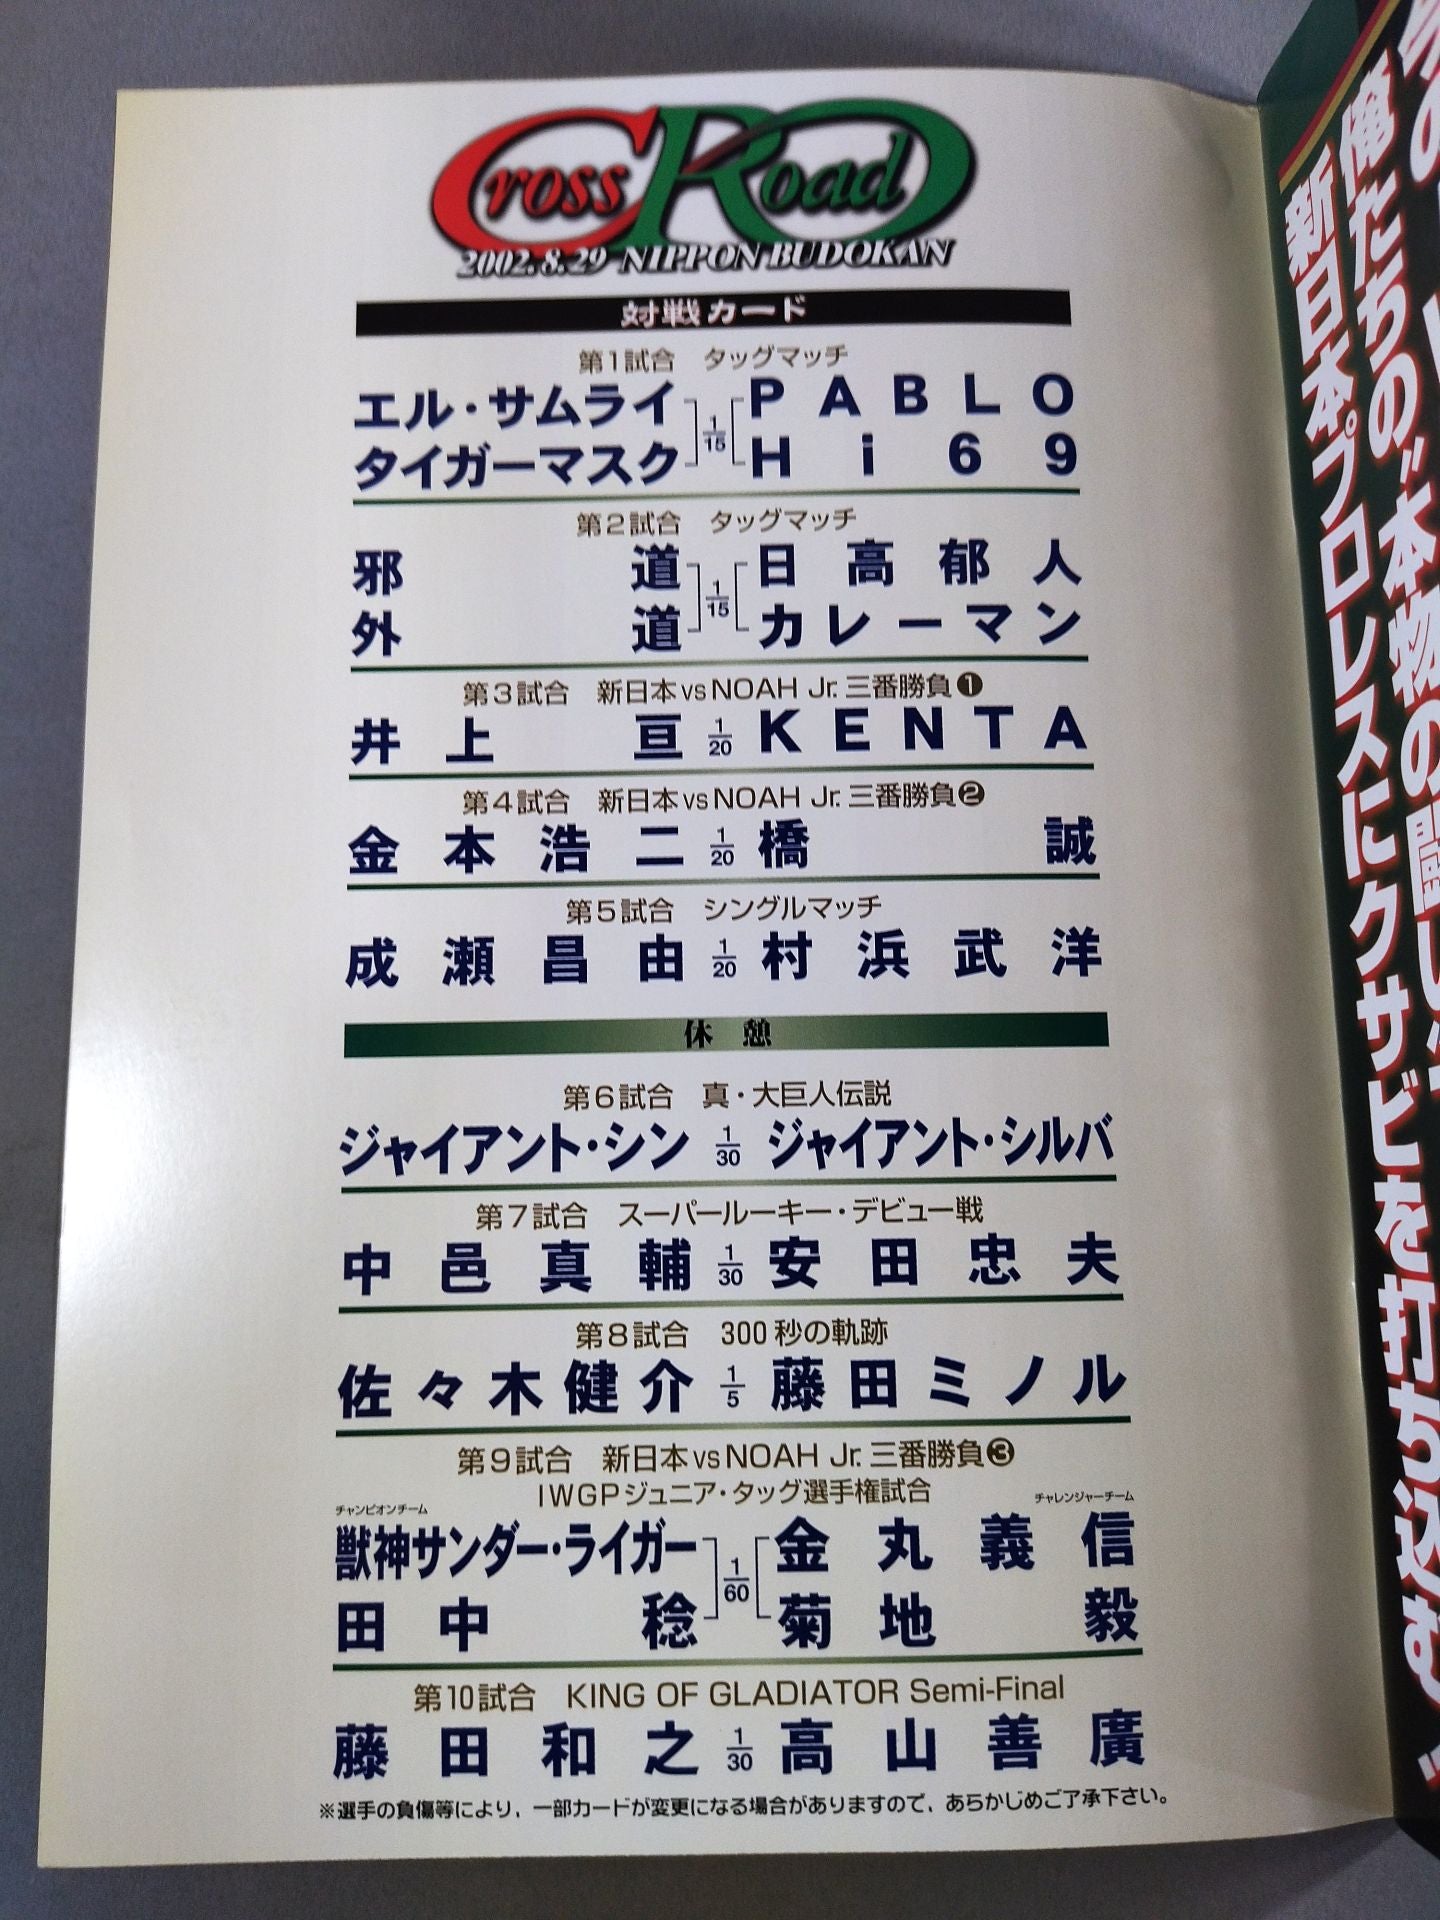 Cross Road
2002.8.29 NIPPON BUDOKAN
対戦カード
第1試合 タッグマッチ
エル・サムライ 1/15 PABLO
タイガーマスク Hi69
第2試合 タッグマッチ
邪道 1/15 日高郁人
外道 カレーマン
第3試合 新日本vsNOAH Jr.三番勝負❶
井上亘 1/20 KENTA
第4試合 新日本vsNOAH Jr.三番勝負❷
金本浩二 1/20 橋誠
第5試合 シングルマッチ
成瀬昌由 1/20 村浜武洋
休憩
第6試合 真・大巨人伝説
ジャイアント・シン 1/30 ジャイアント・シルバ
第7試合 スーパールーキー・デビュー戦
中邑真輔 1/30 安田忠夫
第8試合 300秒の軌跡
佐々木健介 1/5 藤田ミノル
第9試合 新日本vsNOAH Jr.三番勝負❸
IWGPジュニア・タッグ選手権試合
チャンピオンチーム チャレンジャーチーム
獣神サンダー・ライガー 1/60 金丸義信
田中稔 菊地毅
第10試合 KING OF GLADIATOR Semi-Final
藤田和之 1/30 高山善廣
※選手の負傷等により、一部カードが変更になる場合がありますので、あらかじめご了承下さい。
俺たちの〝本物の闘い
新日本プロレスにクサビを打ち込む